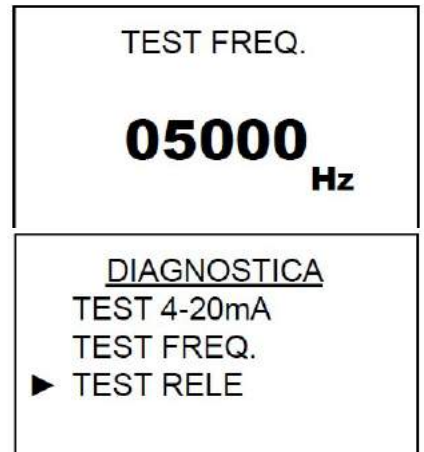 TEST FREQ.
05000 Hz
DIAGNOSTICA
TEST 4-20mA
TEST FREQ.
► TEST RELE